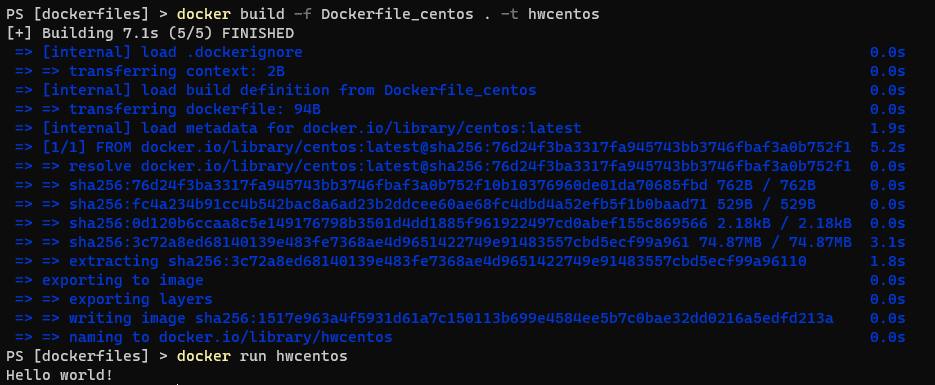 PS [dockerfiles] > docker build -f Dockerfile_centos . -t hwcentos
[+] Building 7.1s (5/5) FINISHED
=> [internal] load .dockerignore 0.0s
=> => transferring context: 2B 0.0s
=> [internal] load build definition from Dockerfile_centos 0.0s
=> => transferring dockerfile: 94B 0.0s
=> [internal] load metadata for docker.io/library/centos:latest 1.9s
=> [1/1] FROM docker.io/library/centos:latest@sha256:76d24f3ba3317fa945743bb3746fbaf3a0b752f1 5.2s
=> => resolve docker.io/library/centos:latest@sha256:76d24f3ba3317fa945743bb3746fbaf3a0b752f1 0.0s
=> => sha256:76d24f3ba3317fa945743bb3746fbaf3a0b752f10b10376960de01da70685fbd 762B / 762B 0.0s
=> => sha256:fc4a234b91cc4b542bac8a6ad23b2ddcee60ae68fc4dbd4a52efb5f1b0baad71 529B / 529B 0.0s
=> => sha256:0d120b6ccaa8c5e149176798b3501d4dd1885f961922497cd0abef155c869566 2.18kB / 2.18kB 0.0s
=> => sha256:3c72a8ed68140139e483fe7368ae4d9651422749e91483557cbd5ecf99a961 74.87MB / 74.87MB 3.1s
=> => extracting sha256:3c72a8ed68140139e483fe7368ae4d9651422749e91483557cbd5ecf99a96110 1.8s
=> exporting to image 0.0s
=> => exporting layers 0.0s
=> => writing image sha256:1517e963a4f5931d61a7c150113b699e4584ee5b7c0bae32dd0216a5edfd213a 0.0s
=> => naming to docker.io/library/hwcentos 0.0s
PS [dockerfiles] > docker run hwcentos
Hello world!